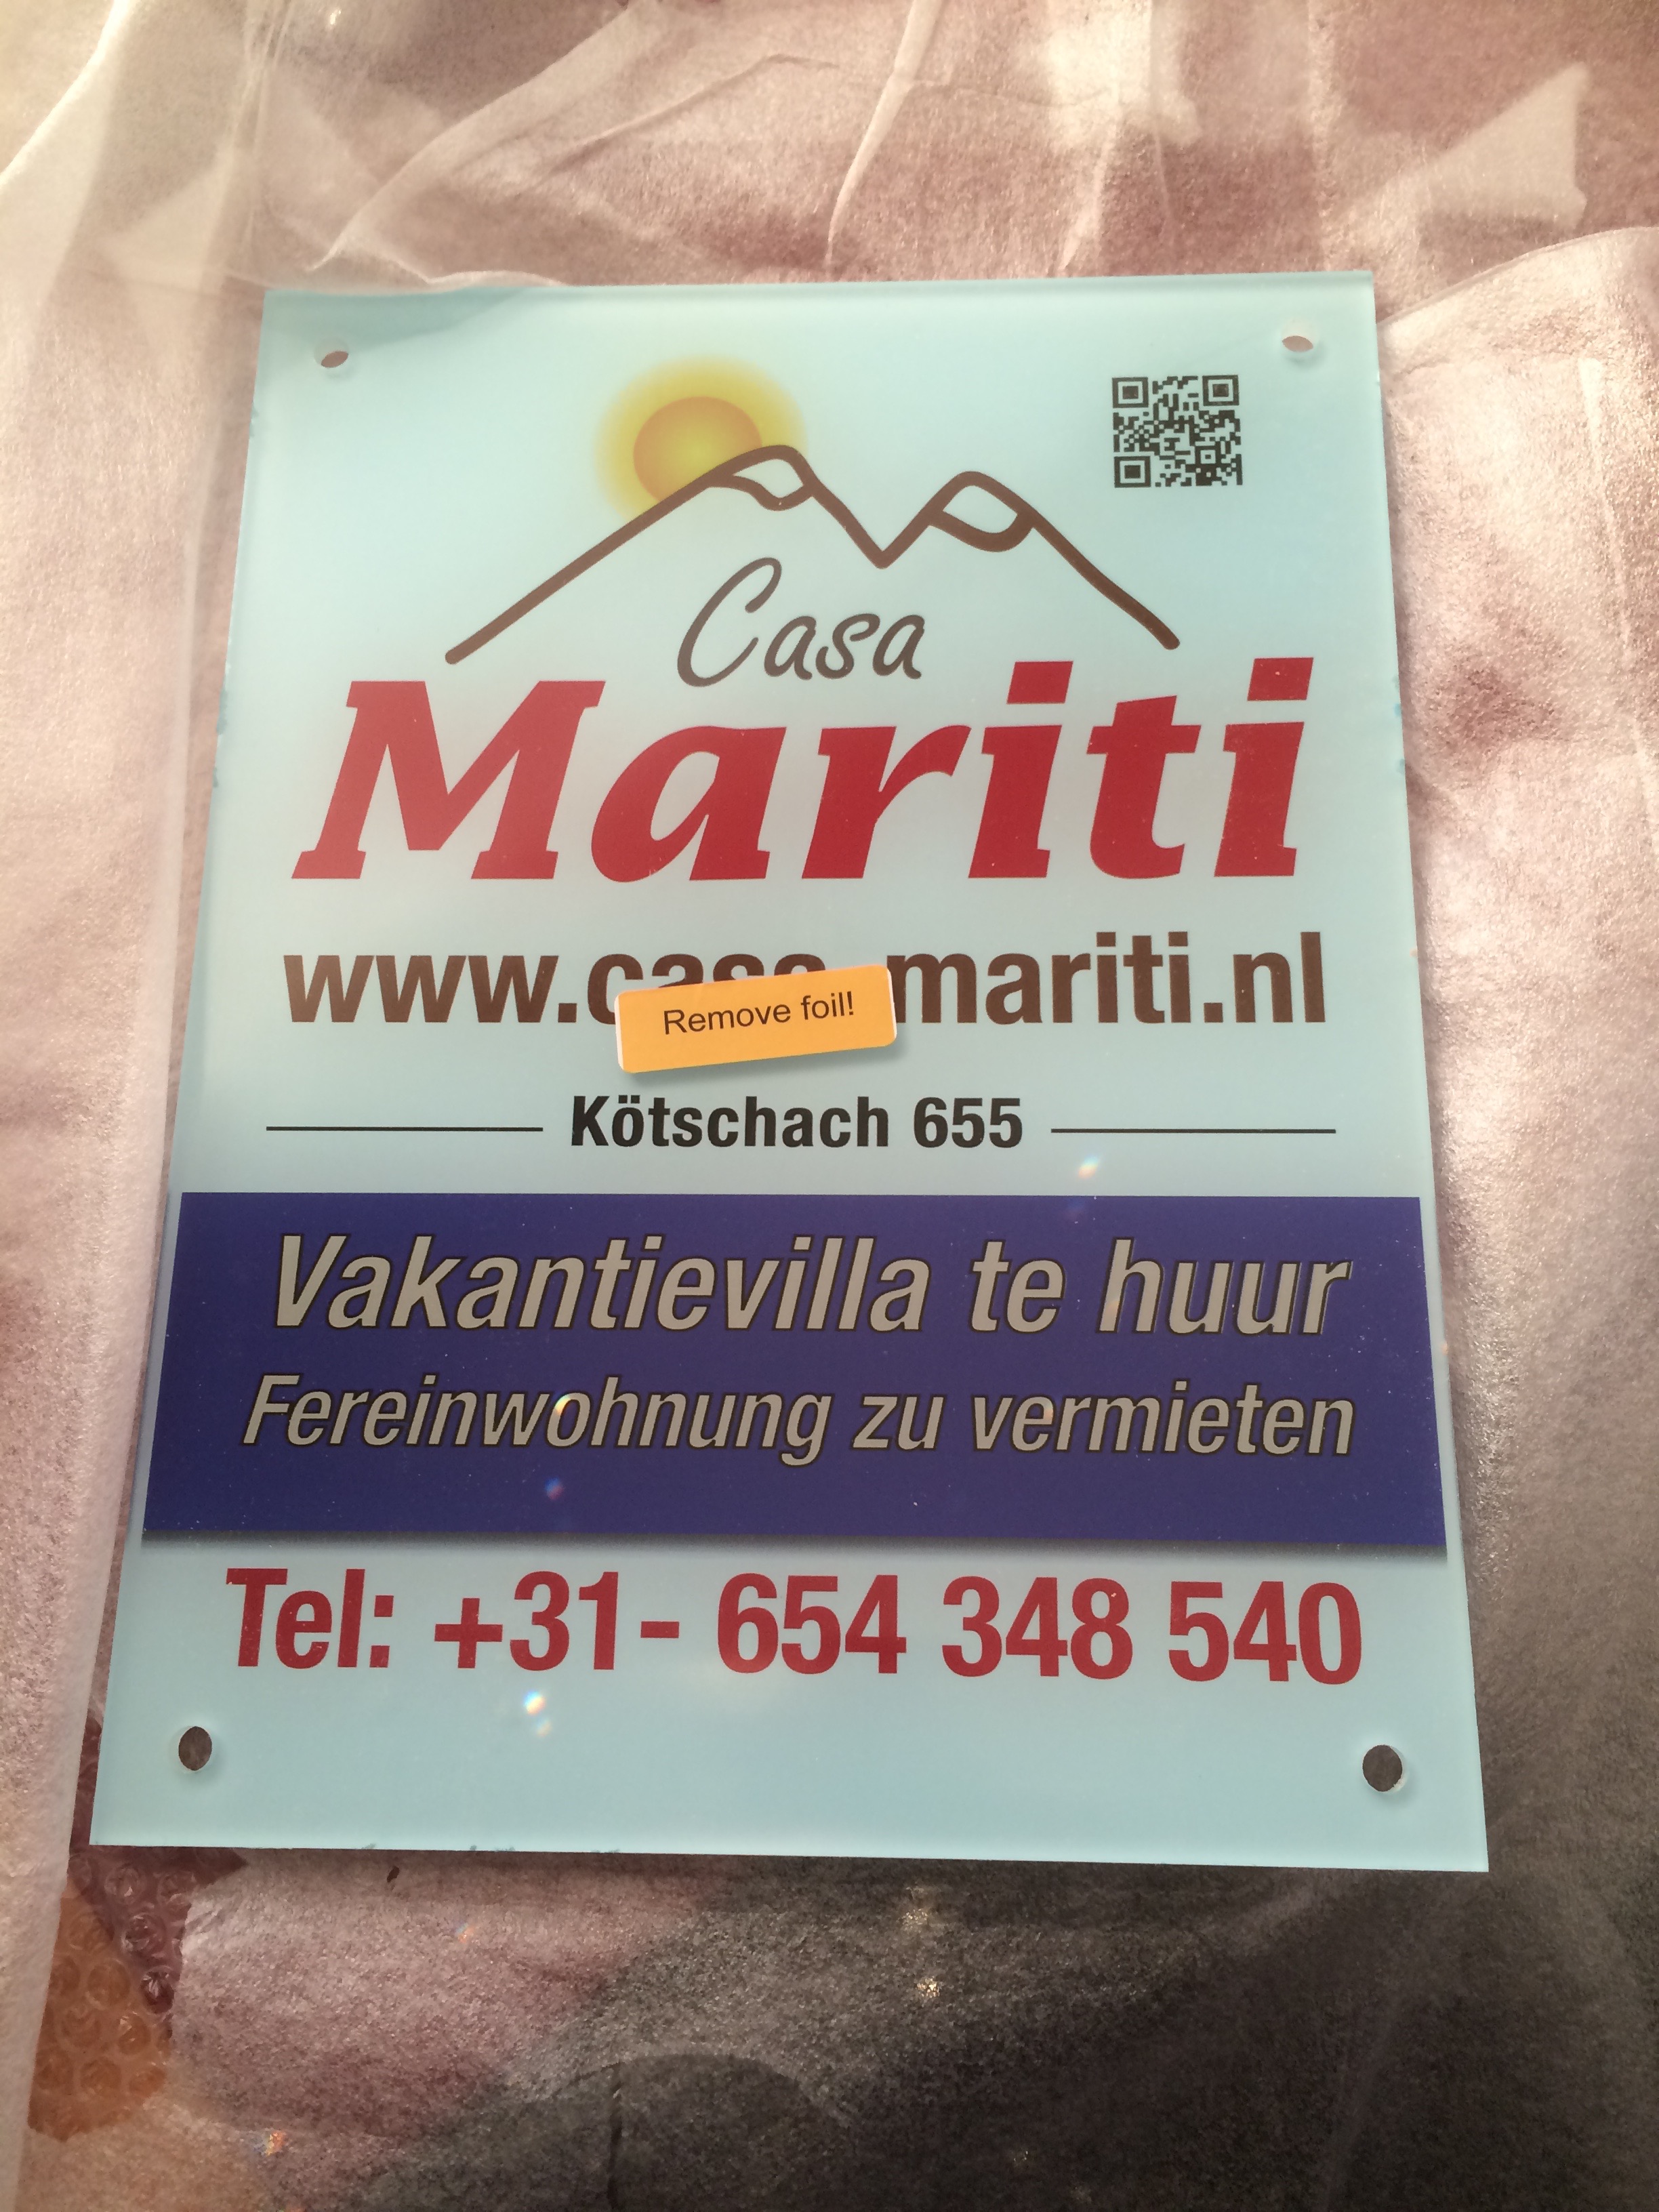 Casa
Mariti
www.casa-mariti.nl
Remove foil!
Kötschach 655
Vakantievilla te huur
Fereinwohnung zu vermieten
Tel: +31- 654 348 540